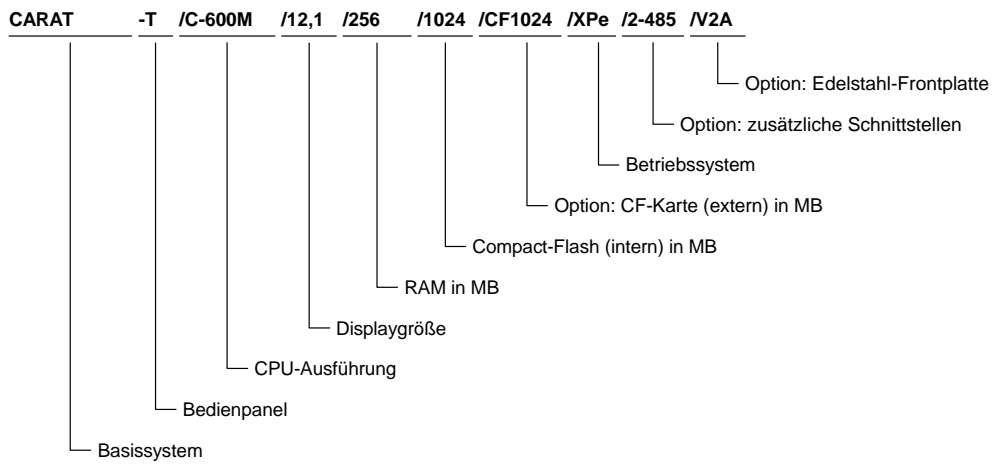 CARAT -T /C-600M /12,1 /256 /1024 /CF1024 /XPe /2-485 /V2A
Option: Edelstahl-Frontplatte
Option: zusätzliche Schnittstellen
Betriebssystem
Option: CF-Karte (extern) in MB
Compact-Flash (intern) in MB
RAM in MB
Displaygröße
CPU-Ausführung
Bedienpanel
Basissystem